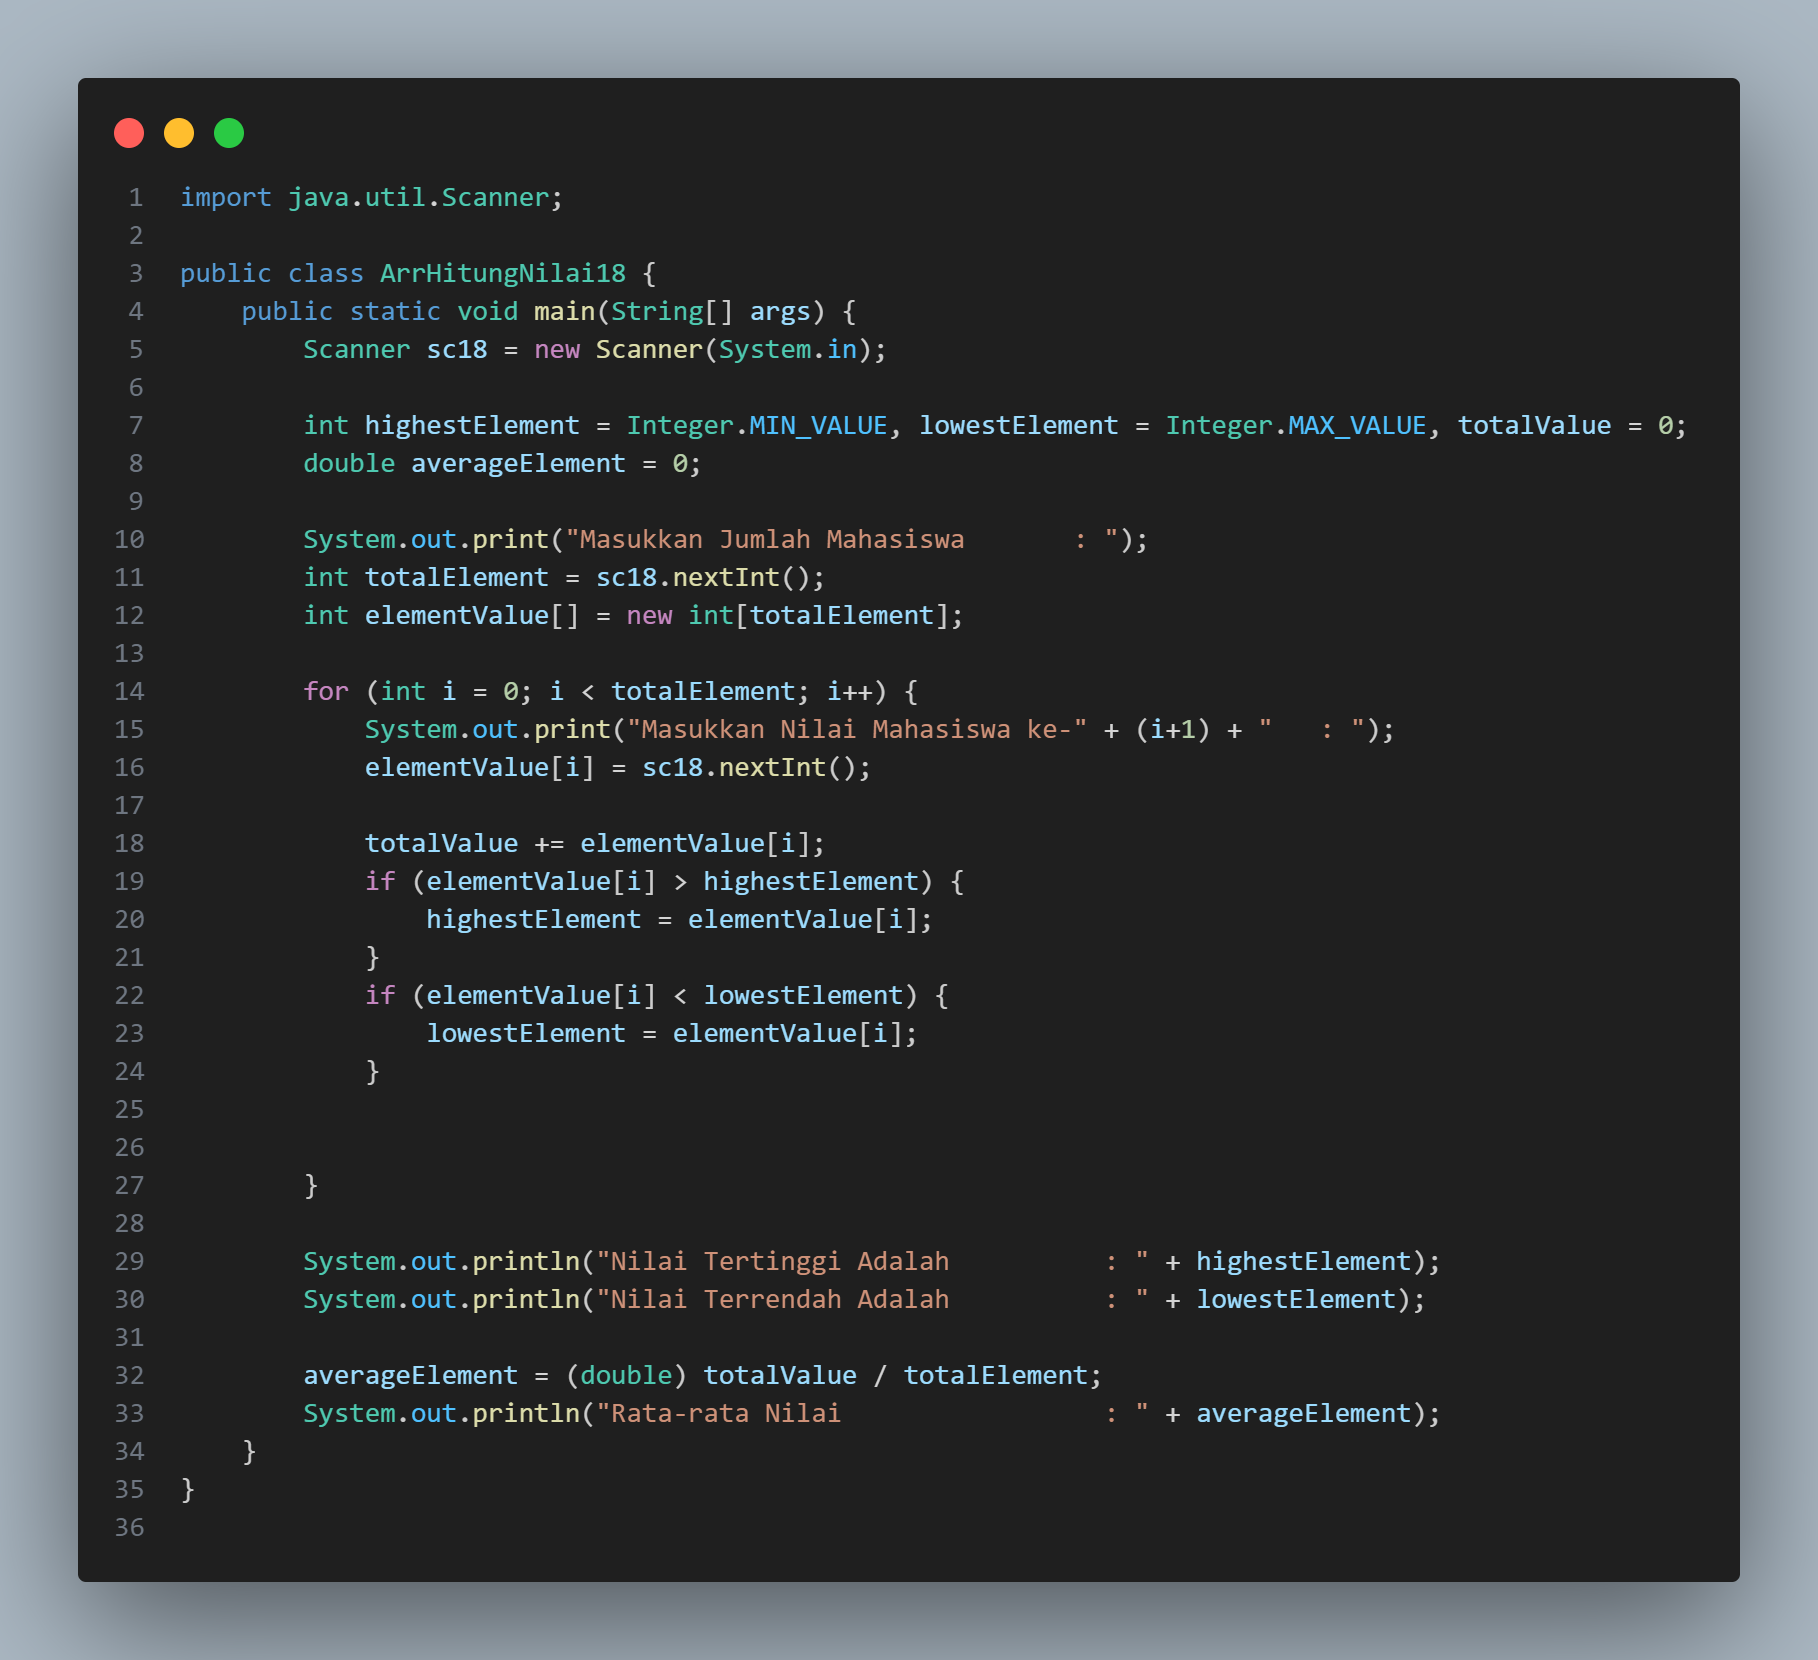 1 import java.util.Scanner;
2
3 public class ArrHitungNilai18 {
4     public static void main(String[] args) {
5         Scanner sc18 = new Scanner(System.in);
6
7         int highestElement = Integer.MIN_VALUE, lowestElement = Integer.MAX_VALUE, totalValue = 0;
8         double averageElement = 0;
9
10         System.out.print("Masukkan Jumlah Mahasiswa       : ");
11         int totalElement = sc18.nextInt();
12         int elementValue[] = new int[totalElement];
13
14         for (int i = 0; i < totalElement; i++) {
15             System.out.print("Masukkan Nilai Mahasiswa ke-" + (i+1) + "   : ");
16             elementValue[i] = sc18.nextInt();
17
18             totalValue += elementValue[i];
19             if (elementValue[i] > highestElement) {
20                 highestElement = elementValue[i];
21             }
22             if (elementValue[i] < lowestElement) {
23                 lowestElement = elementValue[i];
24             }
25
26
27         }
28
29         System.out.println("Nilai Tertinggi Adalah          : " + highestElement);
30         System.out.println("Nilai Terrendah Adalah          : " + lowestElement);
31
32         averageElement = (double) totalValue / totalElement;
33         System.out.println("Rata-rata Nilai                 : " + averageElement);
34     }
35 }
36